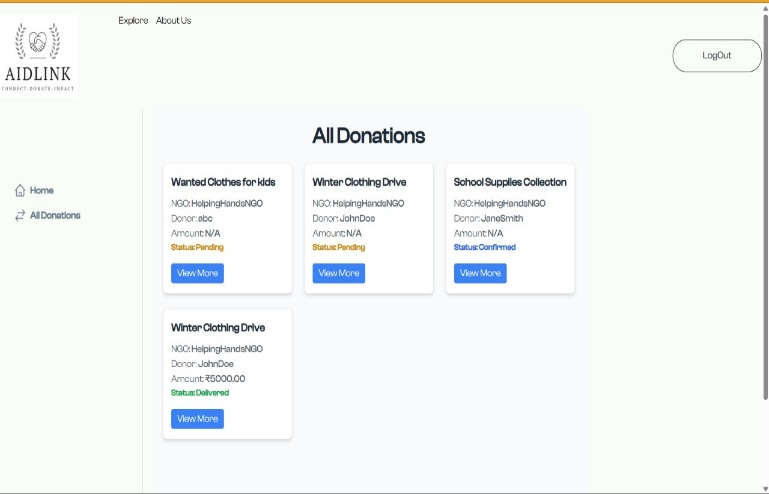 Explore About Us
AIDLINK
CONNECT·DONATE·IMPACT
LogOut
Home
All Donations
All Donations
Wanted Clothes for kids
NGO: HelpingHandsNGO
Donor: abc
Amount: N/A
Status: Pending
View More
Winter Clothing Drive
NGO: HelpingHandsNGO
Donor: JohnDoe
Amount: N/A
Status: Pending
View More
School Supplies Collection
NGO: HelpingHandsNGO
Donor: JaneSmith
Amount: N/A
Status: Confirmed
View More
Winter Clothing Drive
NGO: HelpingHandsNGO
Donor: JohnDoe
Amount: ₹5000.00
Status: Delivered
View More